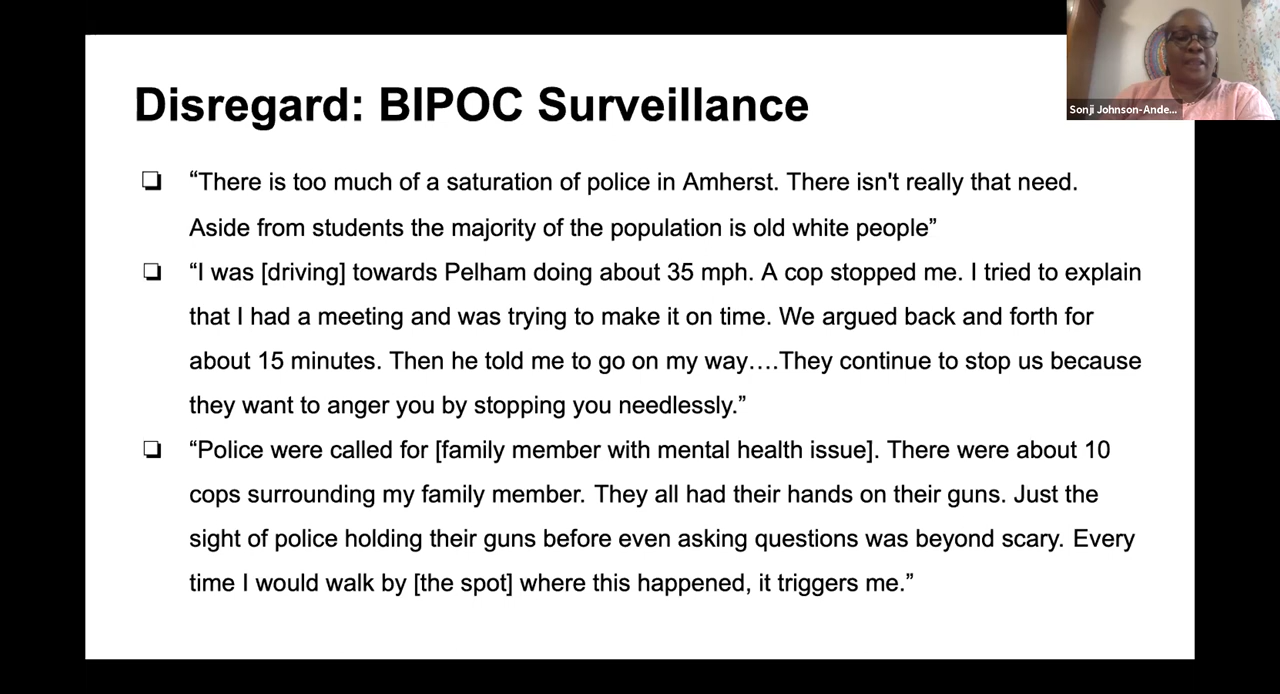 Disregard: BIPOC Surveillance
Sonji Johnson-Ande...
“There is too much of a saturation of police in Amherst. There isn't really that need.
Aside from students the majority of the population is old white people”
“I was [driving] towards Pelham doing about 35 mph. A cop stopped me. I tried to explain
that I had a meeting and was trying to make it on time. We argued back and forth for
about 15 minutes. Then he told me to go on my way….They continue to stop us because
they want to anger you by stopping you needlessly.”
“Police were called for [family member with mental health issue]. There were about 10
cops surrounding my family member. They all had their hands on their guns. Just the
sight of police holding their guns before even asking questions was beyond scary. Every
time I would walk by [the spot] where this happened, it triggers me.”